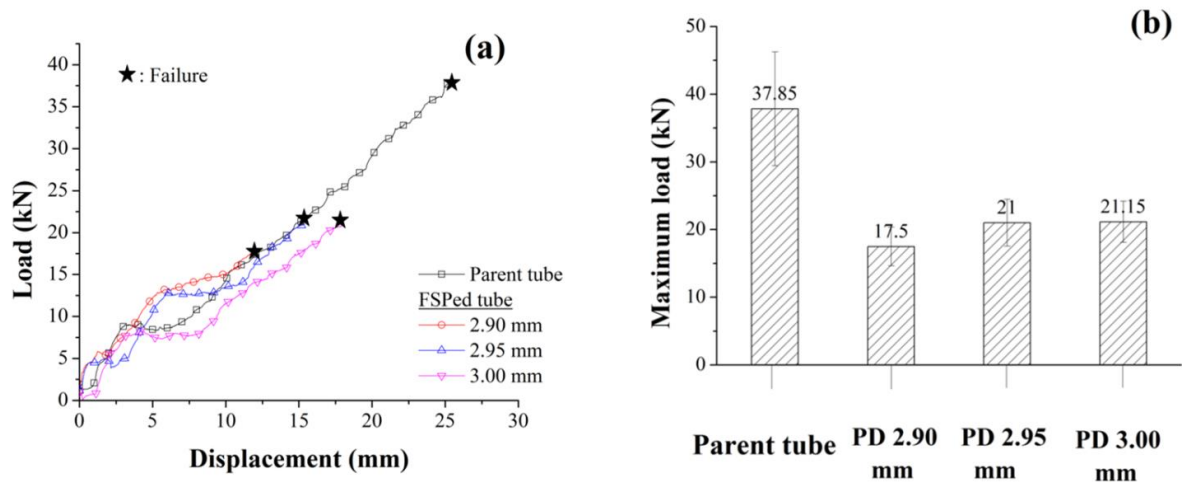 (a)
★: Failure
40
35
30
25
20
15
10
5
0
Load (kN)
Parent tube
FSPed tube
2.90 mm
2.95 mm
3.00 mm
0 5 10 15 20 25 30
Displacement (mm)
(b)
50
40
30
20
10
0
Maximum load (kN)
37.85
17.5
21
21.15
Parent tube
PD 2.90
mm
PD 2.95
mm
PD 3.00
mm